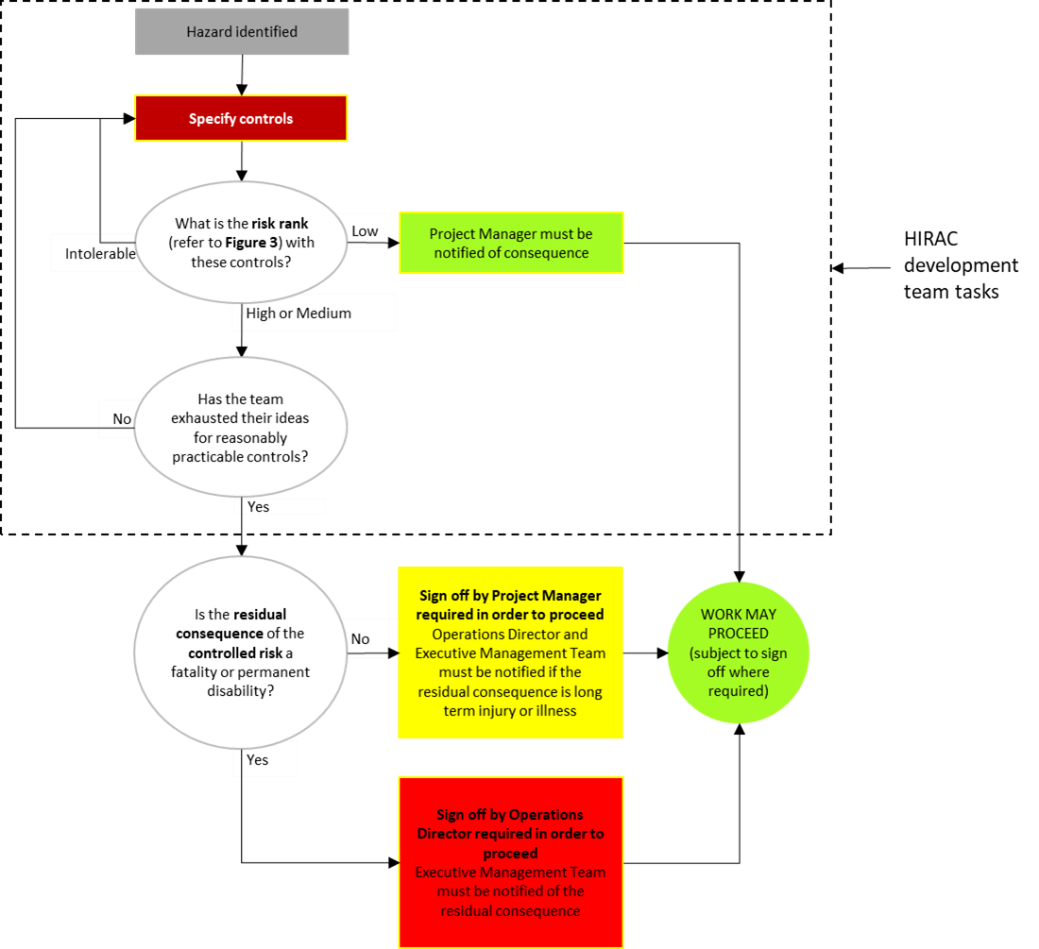 Hazard identified
Specify controls
What is the risk rank
(refer to Figure 3) with
these controls?
Low
Project Manager must be
notified of consequence
Intolerable
HIRAC
development
team tasks
High or Medium
Has the team
exhausted their ideas
for reasonably
practicable controls?
No
Yes
Is the residual
consequence of the
controlled risk a
fatality or permanent
disability?
No
Sign off by Project Manager
required in order to proceed
Operations Director and
Executive Management Team
must be notified if the
residual consequence is long
term injury or illness
WORK MAY
PROCEED
(subject to sign
off where
required)
Yes
Sign off by Operations
Director required in order to
proceed
Executive Management Team
must be notified of the
residual consequence